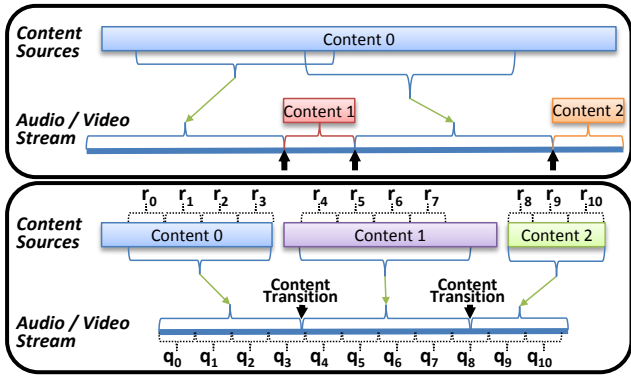 Content
Sources
Content 0
Audio / Video
Stream
Content 1
Content 2
r0 r1 r2 r3 r4 r5 r6 r7 r8 r9 r10
Content
Sources
Content 0
Content 1
Content 2
Content
Transition
Content
Transition
Audio / Video
Stream
q0 q1 q2 q3 q4 q5 q6 q7 q8 q9 q10